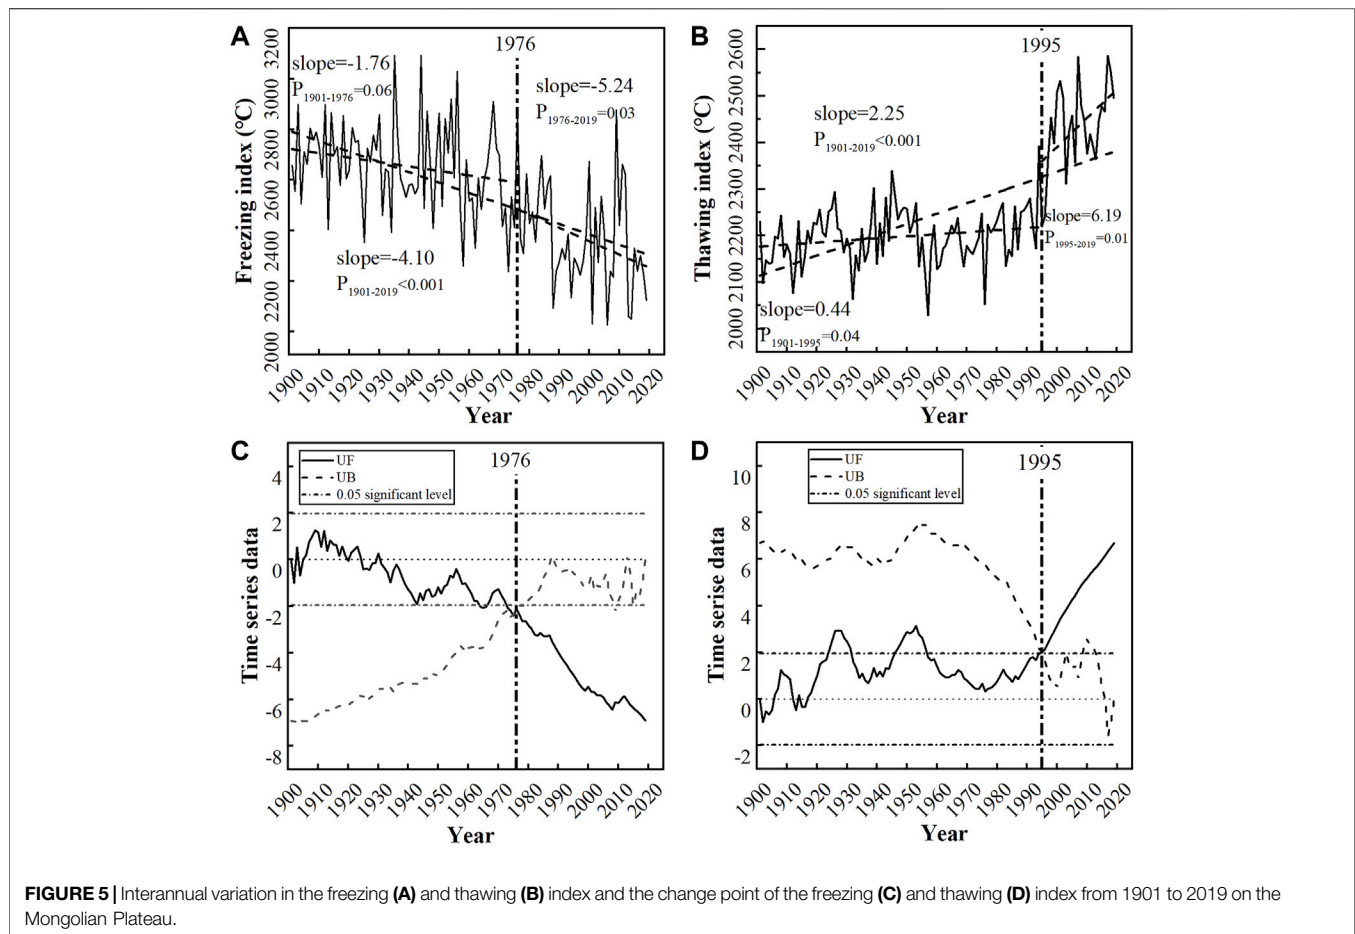 A
1976
slope=-1.76
P1901-1976=0.06
slope=-5.24
P1976-2019=0.03
slope=-4.10
P1901-2019<0.001
Freezing index (°C)
3200
3000
2800
2600
2400
2200
2000
1900 1910 1920 1930 1940 1950 1960 1970 1980 1990 2000 2010 2020
Year
B
1995
slope=2.25
P1901-2019<0.001
slope=6.19
P1995-2019=0.01
slope=0.44
P1901-1995=0.04
Thawing index (°C)
2600
2500
2400
2300
2200
2100
2000
1900 1910 1920 1930 1940 1950 1960 1970 1980 1990 2000 2010 2020
Year
C
1976
UF
UB
0.05 significant level
Time series data
4
2
0
-2
-4
-6
-8
1900 1910 1920 1930 1940 1950 1960 1970 1980 1990 2000 2010 2020
Year
D
1995
UF
UB
0.05 significant level
Time serise data
10
8
6
4
2
0
-2
1900 1910 1920 1930 1940 1950 1960 1970 1980 1990 2000 2010 2020
Year
FIGURE 5 | Interannual variation in the freezing (A) and thawing (B) index and the change point of the freezing (C) and thawing (D) index from 1901 to 2019 on the
Mongolian Plateau.